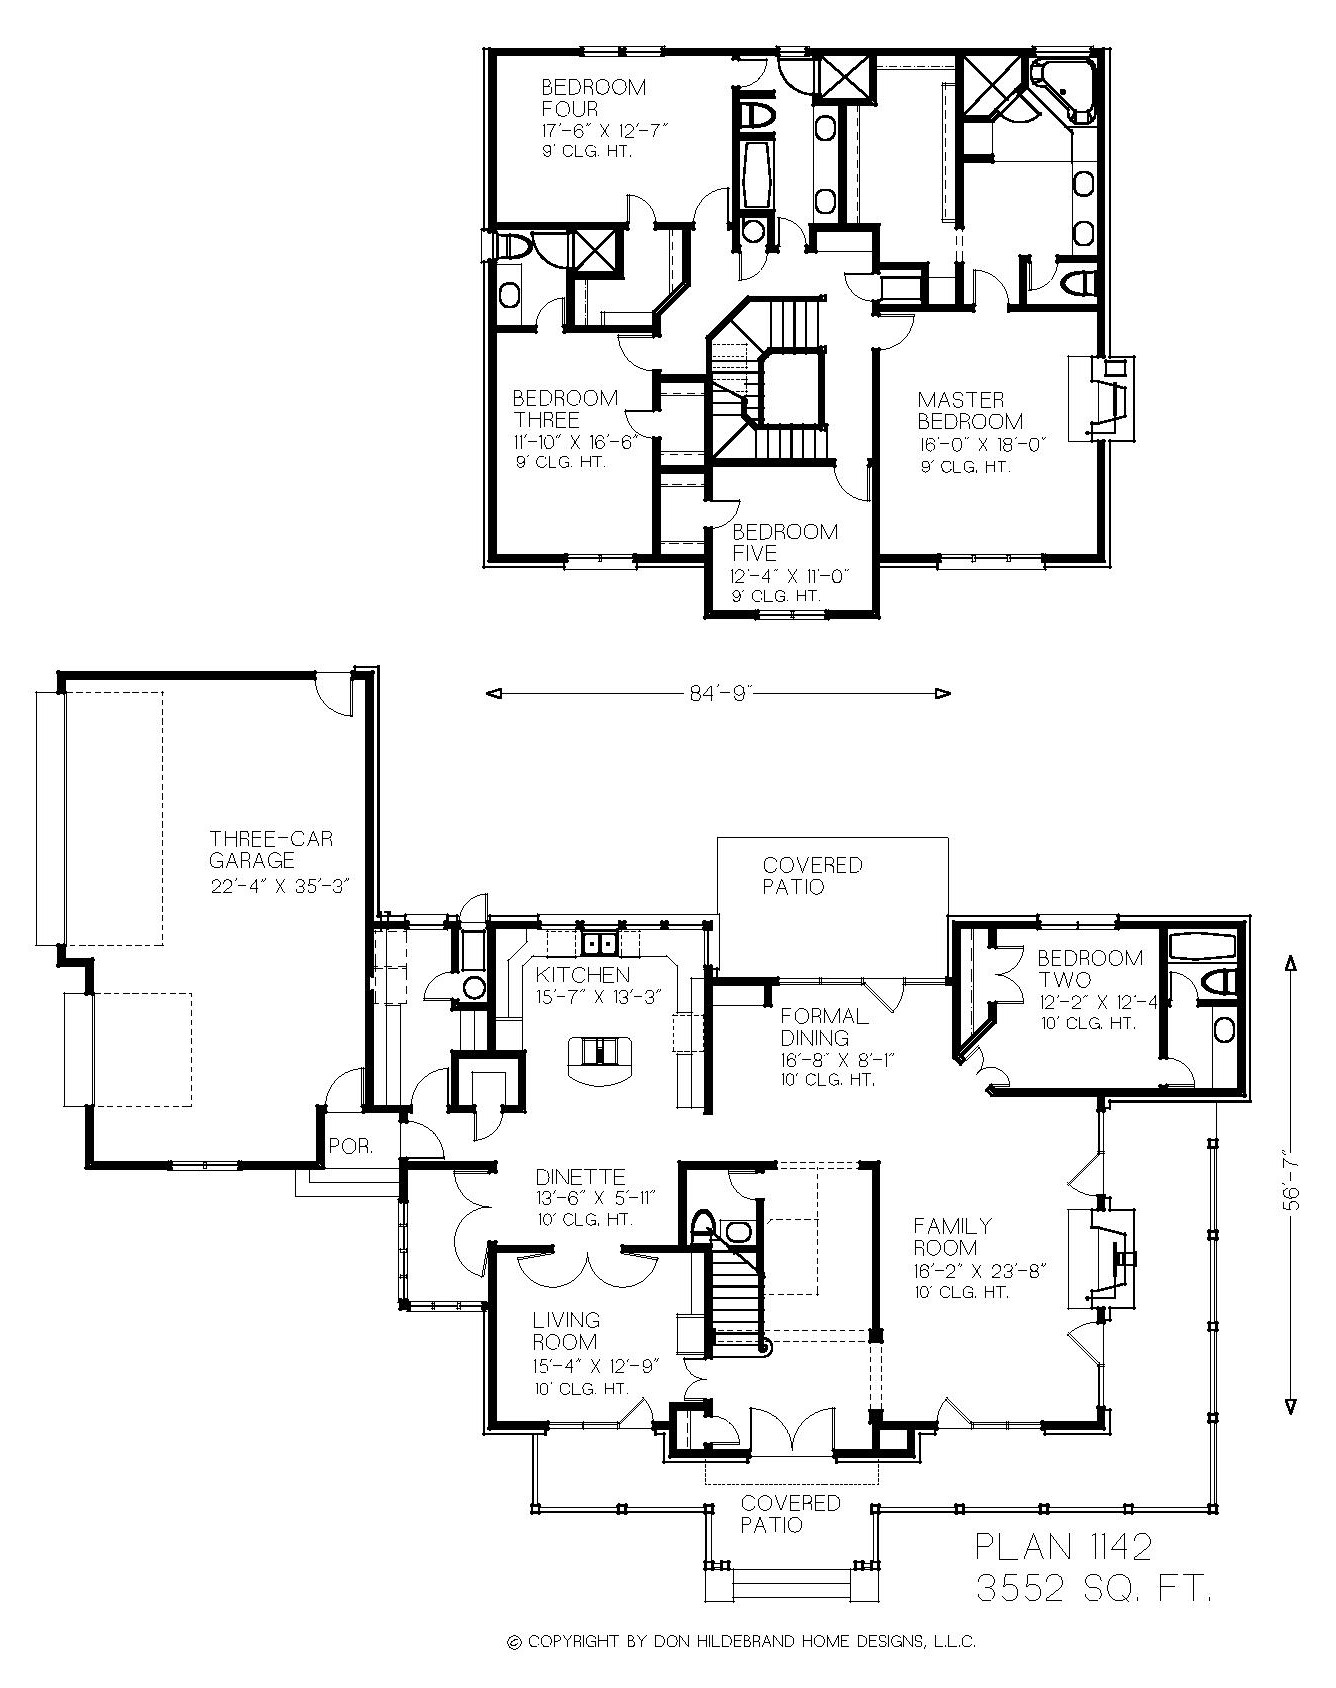 BEDROOM
FOUR
17'-6" X 12'-7"
9' CLG. HT.
BEDROOM
THREE
11'-10" X 16'-6"
9' CLG. HT.
MASTER
BEDROOM
16'-0" X 18'-0"
9' CLG. HT.
BEDROOM
FIVE
12'-4" X 11'-0"
9' CLG. HT.
84'-9"
THREE-CAR
GARAGE
22'-4" X 35'-3"
COVERED
PATIO
KITCHEN
15'-7" X 13'-3"
BEDROOM
TWO
12'-2" X 12'-4
10' CLG. HT.
FORMAL
DINING
16'-8" X 8'-1"
10' CLG. HT.
POR.
DINETTE
13'-6" X 5'-11"
10' CLG. HT.
56'-7"
FAMILY
ROOM
16'-2" X 23'-8"
10' CLG. HT.
LIVING
ROOM
15'-4" X 12'-9"
10' CLG. HT.
COVERED
PATIO
PLAN 1142
3552 SQ. FT.
© COPYRIGHT BY DON HILDEBRAND HOME DESIGNS, L.L.C.